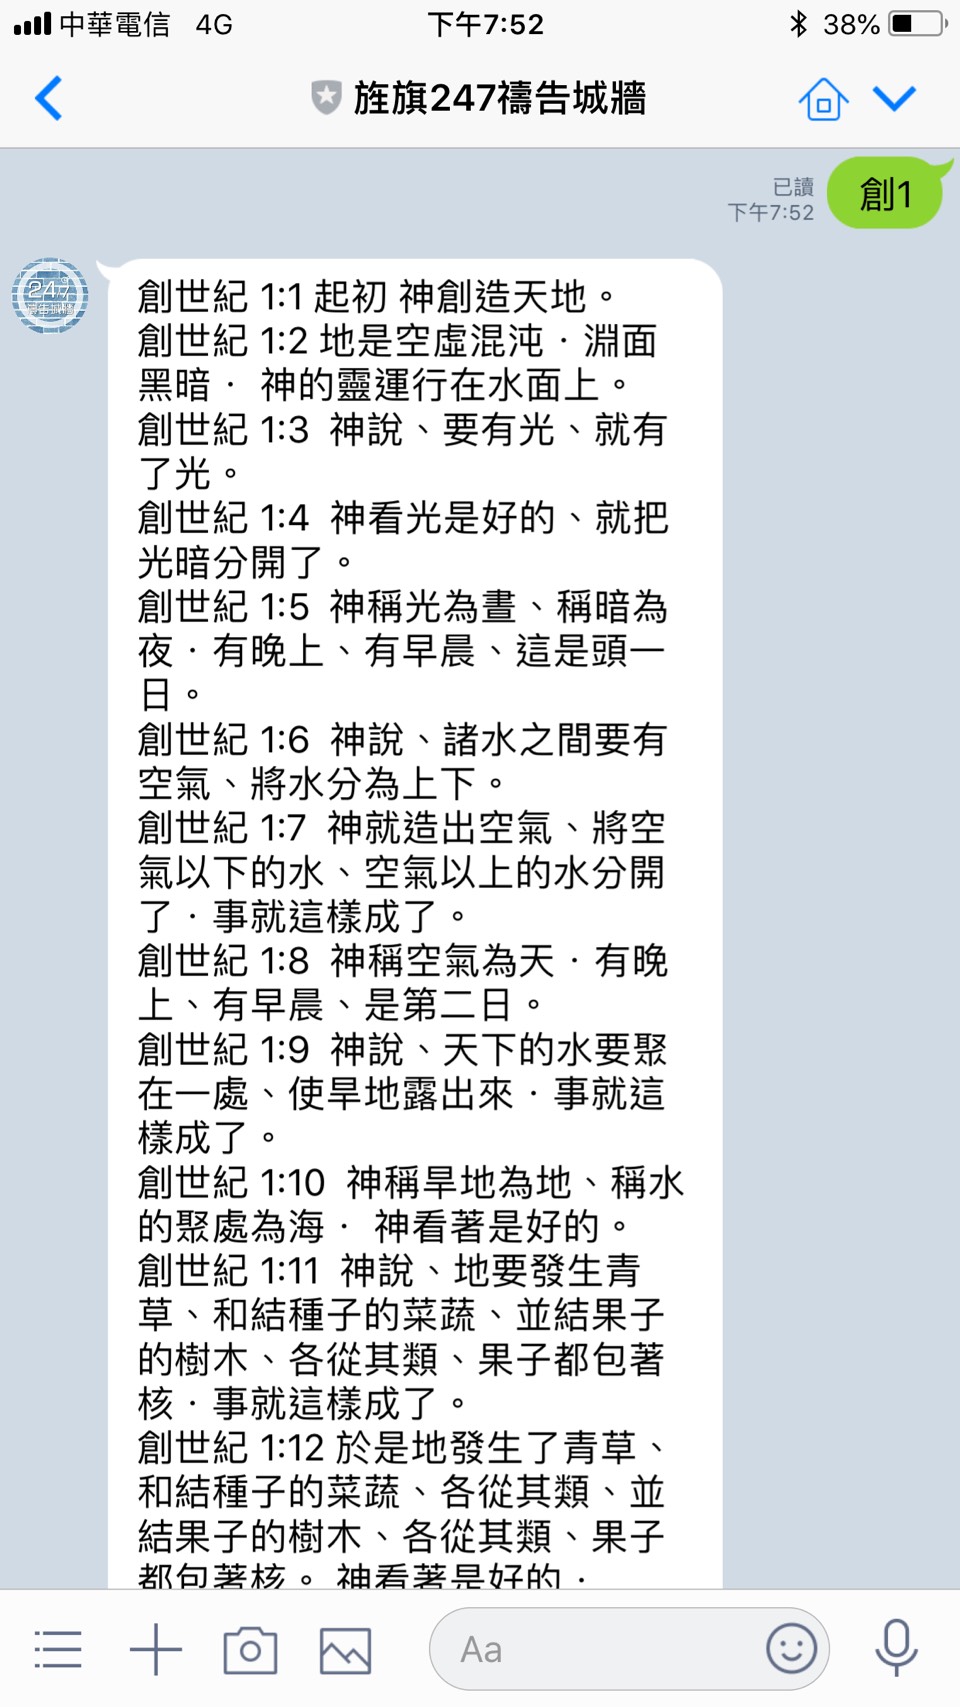 中華電信 4G 下午7:52 38%
旌旗247禱告城牆
已讀
下午7:52
創1
247
禱告城牆
創世紀 1:1 起初 神創造天地。
創世紀 1:2 地是空虛混沌．淵面
黑暗． 神的靈運行在水面上。
創世紀 1:3 神說、要有光、就有
了光。
創世紀 1:4 神看光是好的、就把
光暗分開了。
創世紀 1:5 神稱光為晝、稱暗為
夜．有晚上、有早晨、這是頭一
日。
創世紀 1:6 神說、諸水之間要有
空氣、將水分為上下。
創世紀 1:7 神就造出空氣、將空
氣以下的水、空氣以上的水分開
了．事就這樣成了。
創世紀 1:8 神稱空氣為天．有晚
上、有早晨、是第二日。
創世紀 1:9 神說、天下的水要聚
在一處、使旱地露出來．事就這
樣成了。
創世紀 1:10 神稱旱地為地、稱水
的聚處為海． 神看著是好的。
創世紀 1:11 神說、地要發生青
草、和結種子的菜蔬、並結果子
的樹木、各從其類、果子都包著
核．事就這樣成了。
創世紀 1:12 於是地發生了青草、
和結種子的菜蔬、各從其類、並
結果子的樹木、各從其類、果子
都包著核。 神看著是好的．
Aa